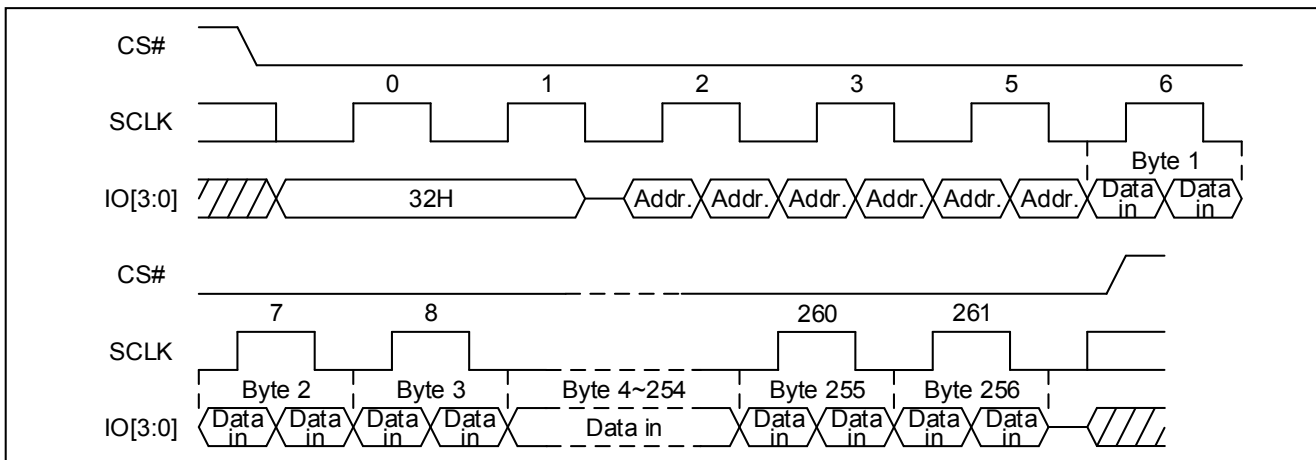 CS#
0 1 2 3 5 6
SCLK
Byte 1
IO[3:0] 32H Addr. Addr. Addr. Addr. Addr. Addr. Data in Data in
CS#
7 8 260 261
SCLK
Byte 2 Byte 3 Byte 4~254 Byte 255 Byte 256
IO[3:0] Data in Data in Data in Data in Data in Data in Data in Data in Data in